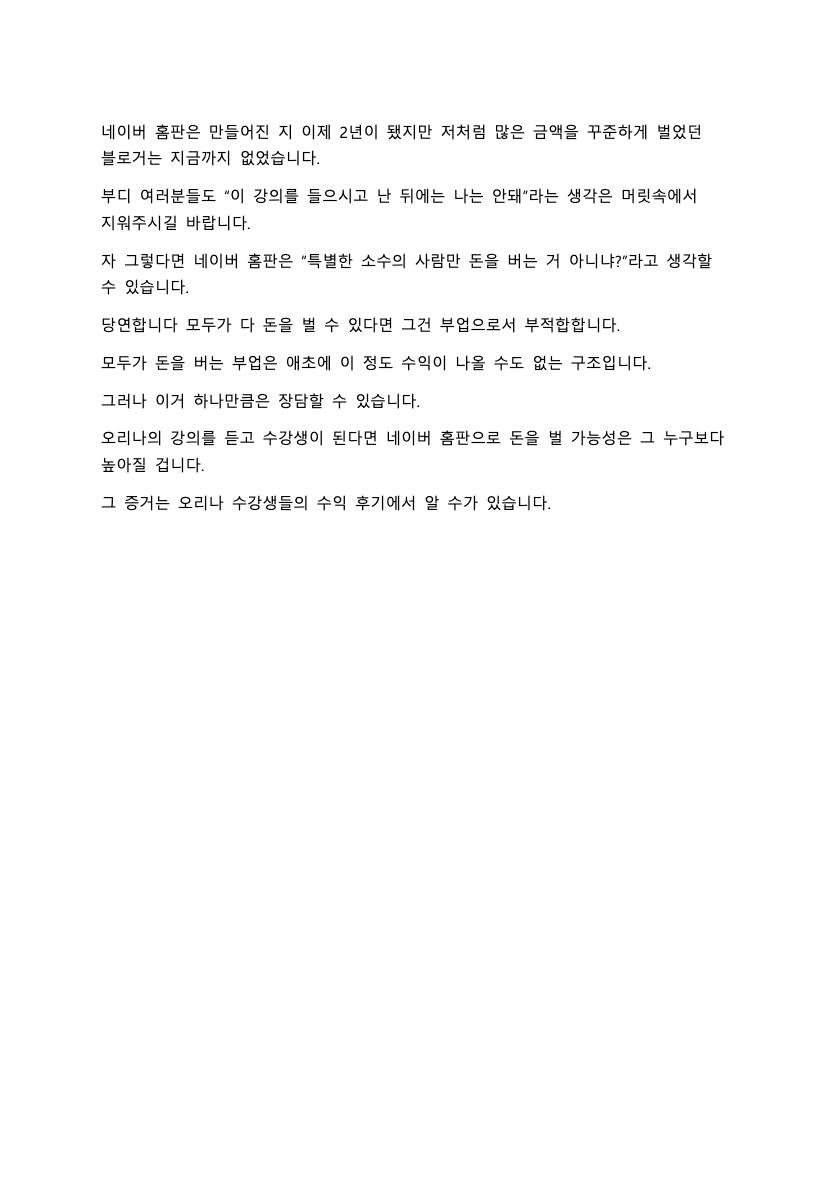 네이버 홈판은 만들어진 지 이제 2년이 됐지만 저처럼 많은 금액을 꾸준하게 벌었던
블로거는 지금까지 없었습니다.
부디 여러분들도 “이 강의를 들으시고 난 뒤에는 나는 안돼”라는 생각은 머릿속에서
지워주시길 바랍니다.
자 그렇다면 네이버 홈판은 “특별한 소수의 사람만 돈을 버는 거 아니냐?”라고 생각할
수 있습니다.
당연합니다 모두가 다 돈을 벌 수 있다면 그건 부업으로서 부적합합니다.
모두가 돈을 버는 부업은 애초에 이 정도 수익이 나올 수도 없는 구조입니다.
그러나 이거 하나만큼은 장담할 수 있습니다.
오리나의 강의를 듣고 수강생이 된다면 네이버 홈판으로 돈을 벌 가능성은 그 누구보다
높아질 겁니다.
그 증거는 오리나 수강생들의 수익 후기에서 알 수가 있습니다.